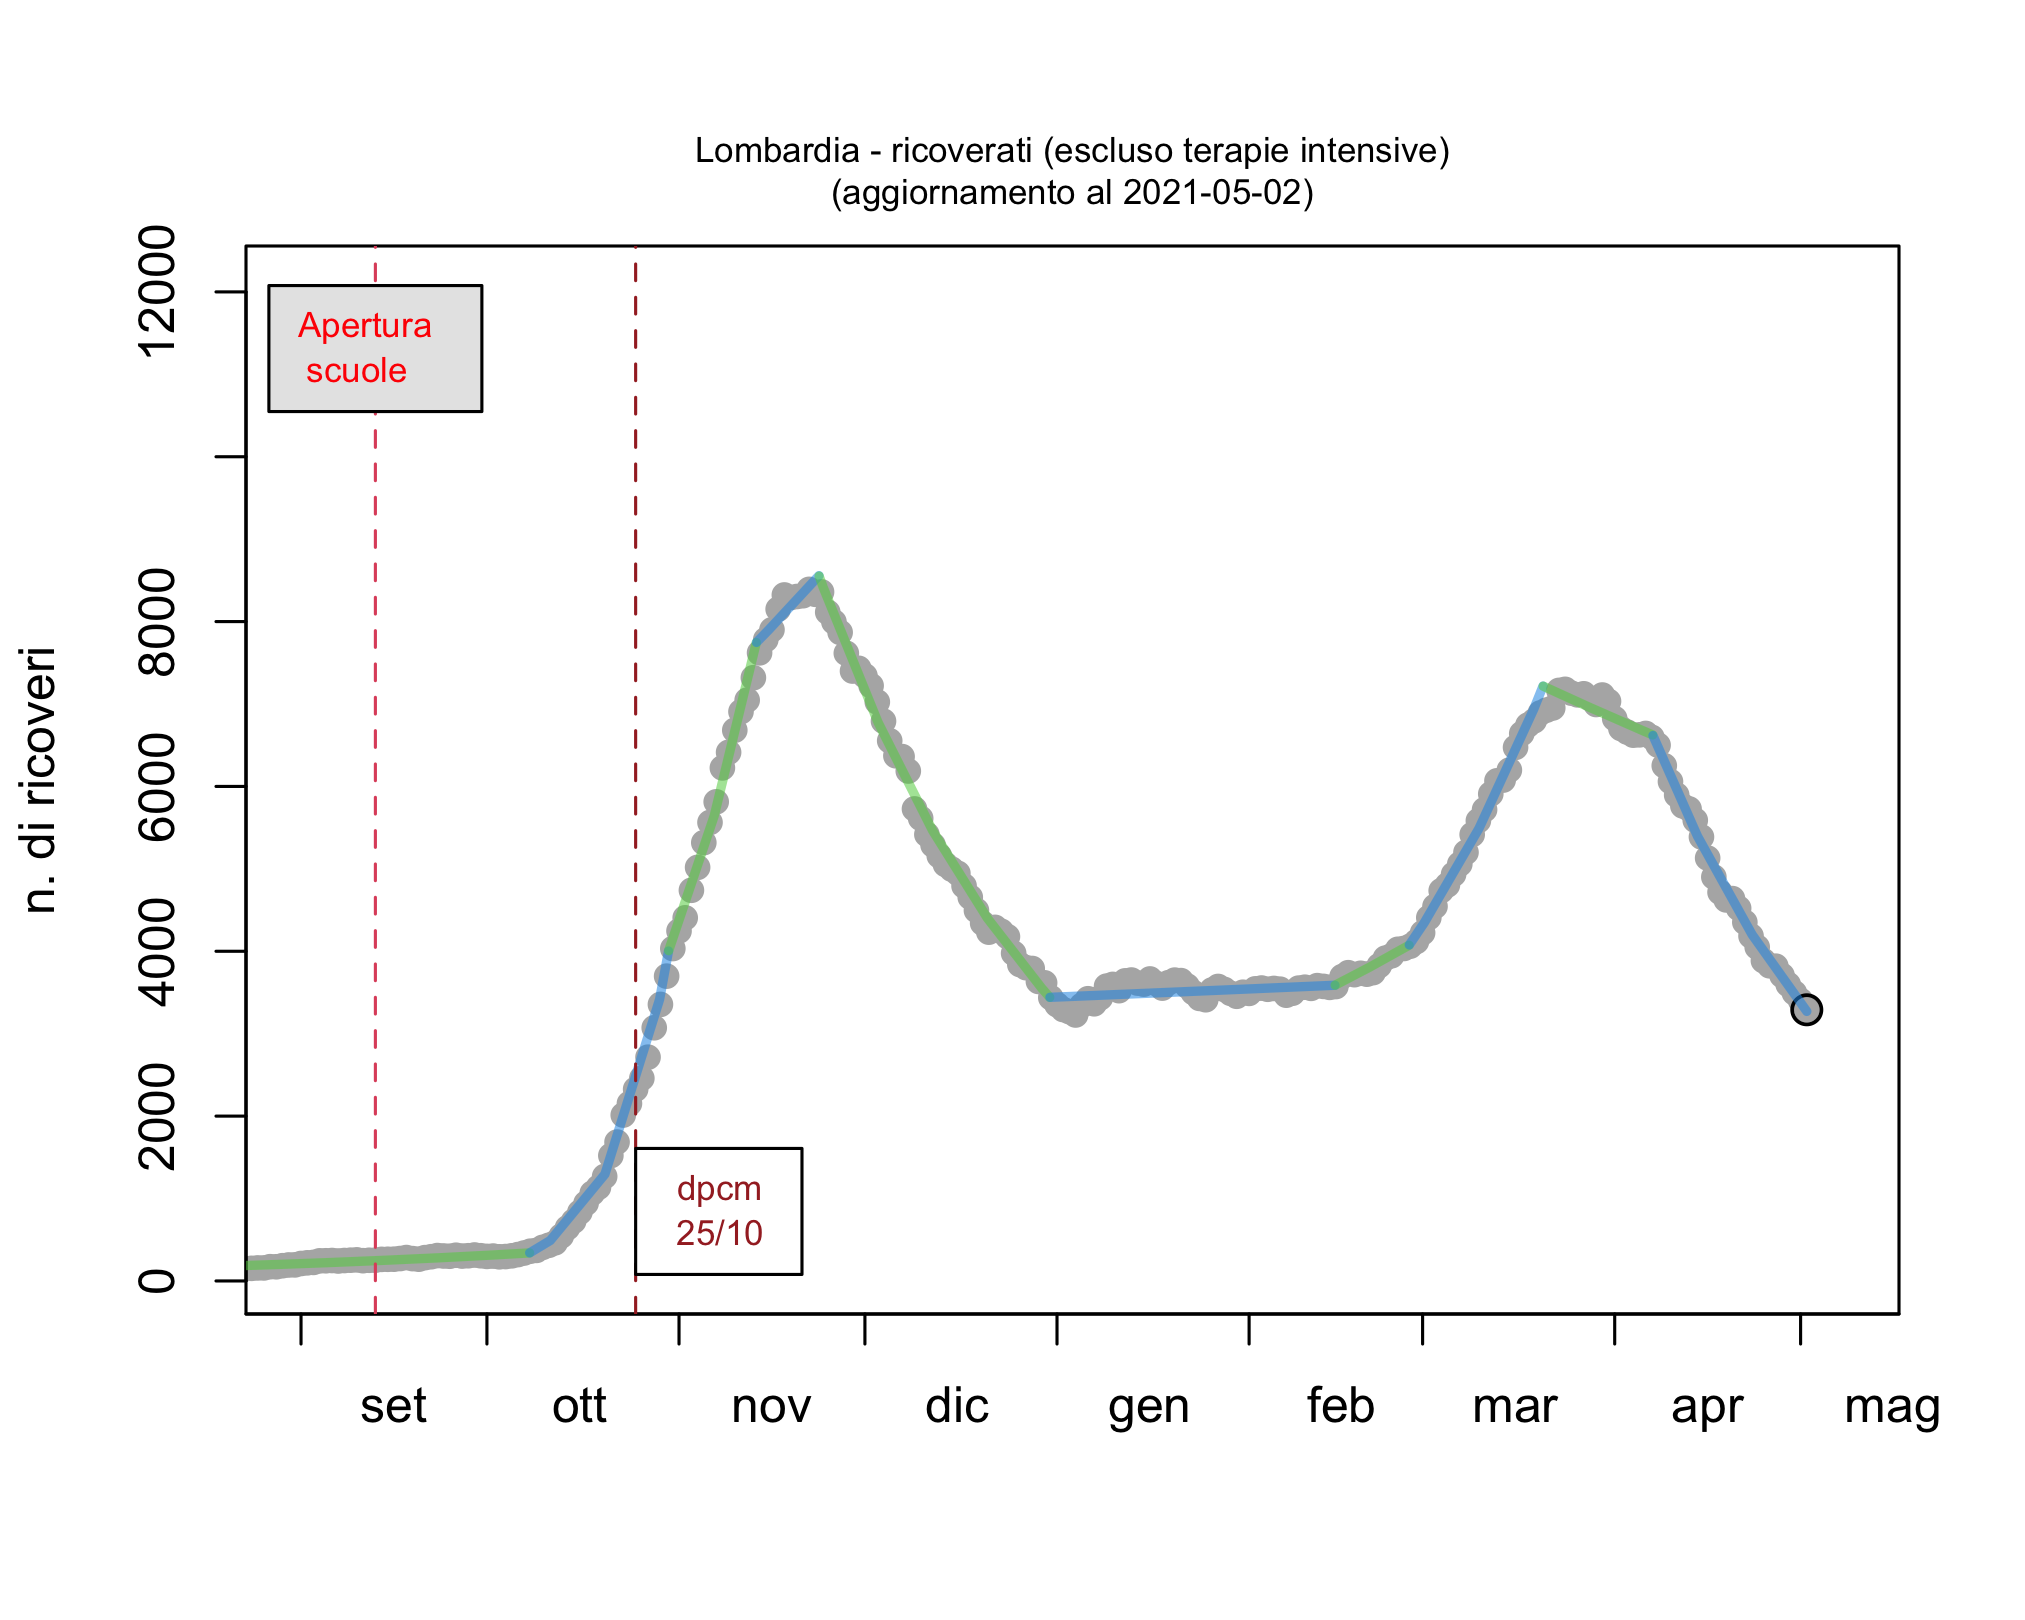 Lombardia - ricoverati (escluso terapie intensive)
(aggiornamento al 2021-05-02)
n. di ricoveri
12000
8000
6000
4000
2000
0
Apertura
scuole
dpcm
25/10
set ott nov dic gen feb mar apr mag